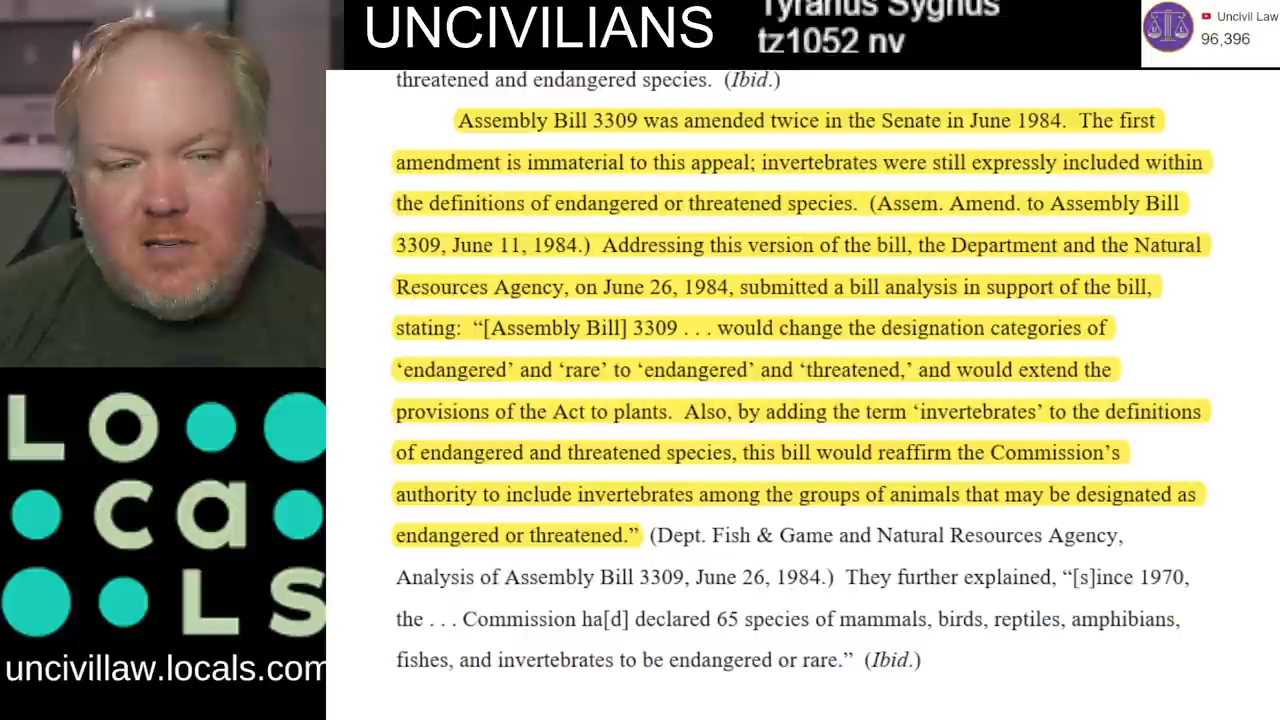 UNCIVILIANS
Tyranus Sygnus
tz1052 nv
Uncivil Law
96,396
threatened and endangered species.  (Ibid.)
Assembly Bill 3309 was amended twice in the Senate in June 1984.  The first
amendment is immaterial to this appeal; invertebrates were still expressly included within
the definitions of endangered or threatened species.  (Assem. Amend. to Assembly Bill
3309, June 11, 1984.)  Addressing this version of the bill, the Department and the Natural
Resources Agency, on June 26, 1984, submitted a bill analysis in support of the bill,
stating:  “[Assembly Bill] 3309 . . . would change the designation categories of
‘endangered’ and ‘rare’ to ‘endangered’ and ‘threatened,’ and would extend the
provisions of the Act to plants.  Also, by adding the term ‘invertebrates’ to the definitions
of endangered and threatened species, this bill would reaffirm the Commission’s
authority to include invertebrates among the groups of animals that may be designated as
endangered or threatened.”  (Dept. Fish & Game and Natural Resources Agency,
Analysis of Assembly Bill 3309, June 26, 1984.)  They further explained, “[s]ince 1970,
the . . . Commission ha[d] declared 65 species of mammals, birds, reptiles, amphibians,
fishes, and invertebrates to be endangered or rare.”  (Ibid.)
LO
ca
LS
uncivillaw.locals.com